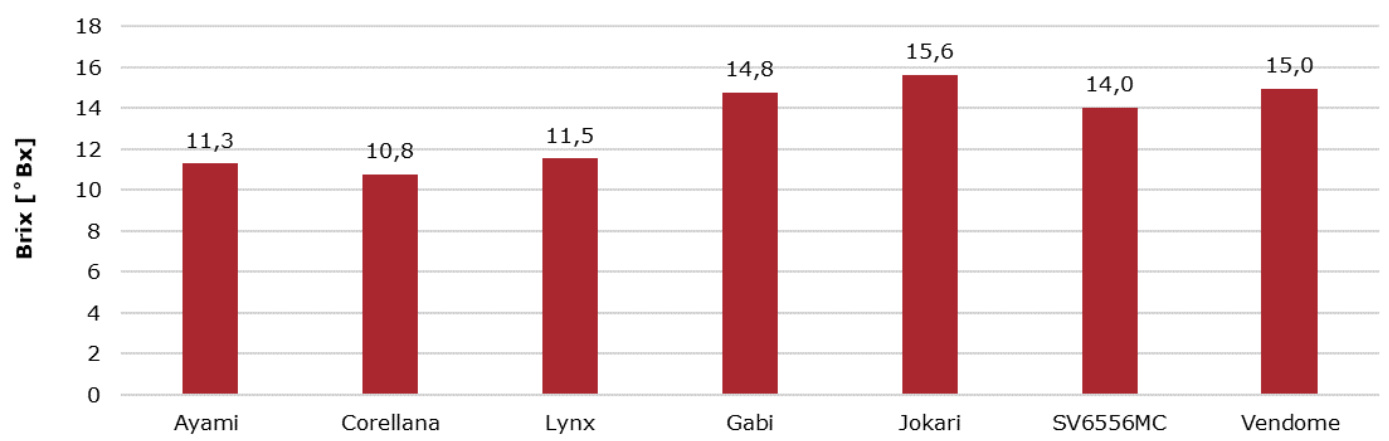 Brix [°Bx]
18
16
14
12
10
8
6
4
2
0
11,3
10,8
11,5
14,8
15,6
14,0
15,0
Ayami
Corellana
Lynx
Gabi
Jokari
SV6556MC
Vendome